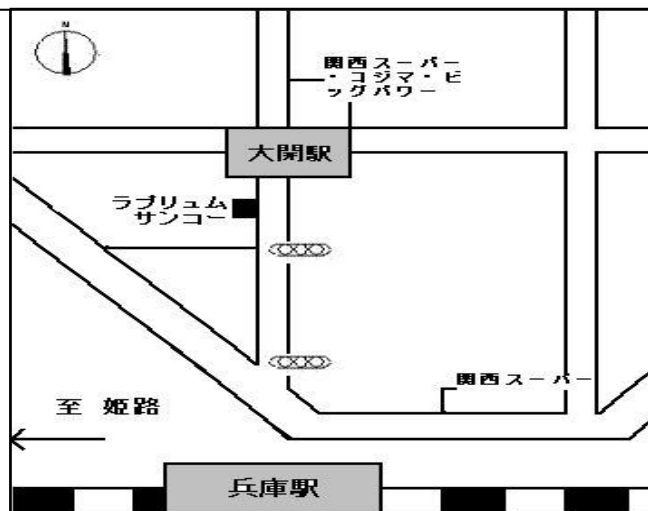 N
関西スーパー
・コジマ・ビ
ッグパワー
大開駅
ラブリュム
サンコー
関西スーパー
至 姫路
兵庫駅